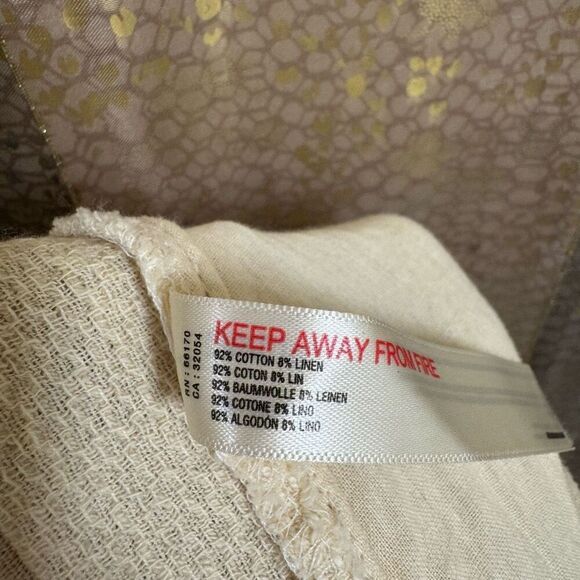 KEEP AWAY FROM FIRE
92% COTTON 8% LINEN
92% COTON 8% LIN
92% BAUMWOLLE 8% LEINEN
92% COTONE 8% LINO
92% ALGODÓN 8% LINO
RN : 66170
CA : 32054